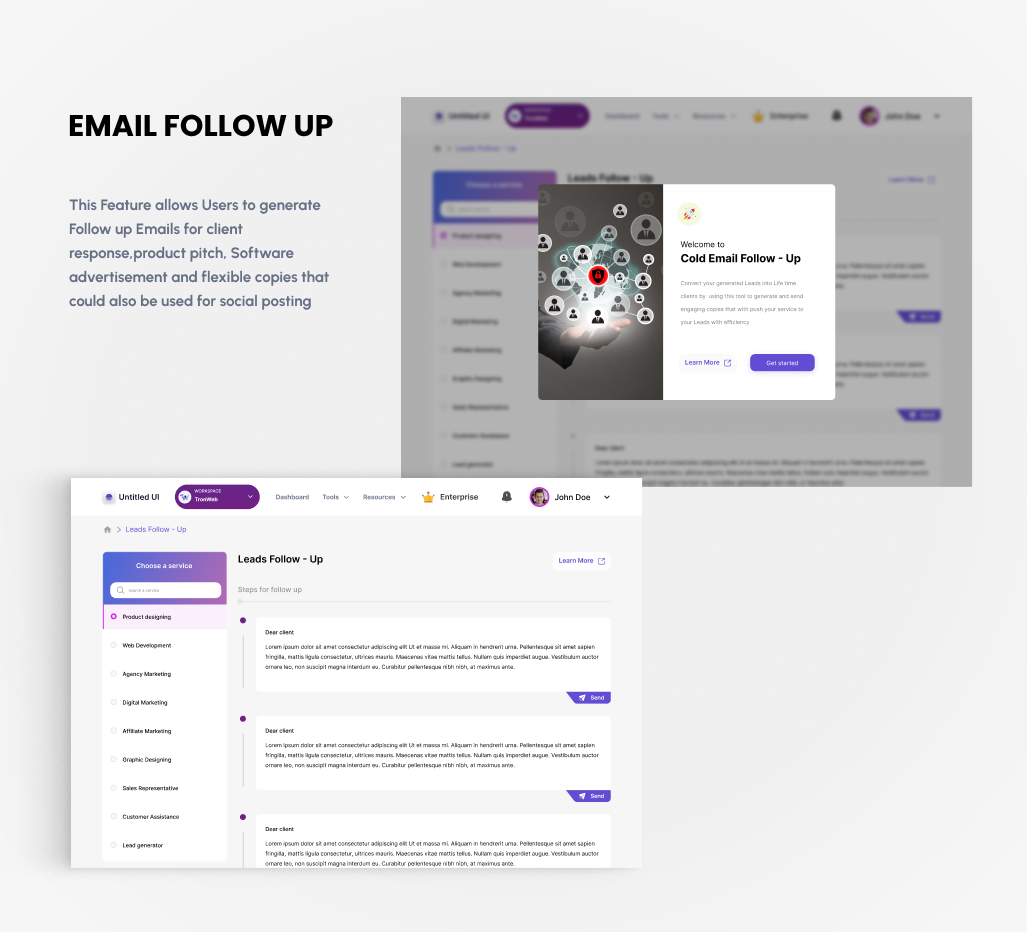 EMAIL FOLLOW UP
This Feature allows Users to generate
Follow up Emails for client
response,product pitch, Software
advertisement and flexible copies that
could also be used for social posting
Untitled UI
WORKSPACE
TronWeb
Dashboard
Tools
Resources
Enterprise
John Doe
Leads Follow - Up
Choose a service
Product designing
Web Development
Agency Marketing
Digital Marketing
Affiliate Marketing
Graphic Designing
Sales Representative
Customer Assistance
Lead generator
Leads Follow - Up
Learn More
Send
Send
Dear client
Welcome to
Cold Email Follow - Up
Convert your generated Leads into Life time
clients by using this tool to generate and send
engaging copies that with push your service to
your Leads with efficiency
Learn More
Get started
Untitled UI
WORKSPACE
TronWeb
Dashboard
Tools
Resources
Enterprise
John Doe
Leads Follow - Up
Choose a service
search a service
Product designing
Web Development
Agency Marketing
Digital Marketing
Affiliate Marketing
Graphic Designing
Sales Representative
Customer Assistance
Lead generator
Leads Follow - Up
Learn More
Steps for follow up
Dear client
Lorem ipsum dolor sit amet consectetur adipiscing elit Ut et massa mi. Aliquam in hendrerit urna. Pellentesque sit amet sapien
fringilla, mattis ligula consectetur, ultrices mauris. Maecenas vitae mattis tellus. Nullam quis imperdiet augue. Vestibulum auctor
ornare leo, non suscipit magna interdum eu. Curabitur pellentesque nibh nibh, at maximus ante.
Send
Dear client
Lorem ipsum dolor sit amet consectetur adipiscing elit Ut et massa mi. Aliquam in hendrerit urna. Pellentesque sit amet sapien
fringilla, mattis ligula consectetur, ultrices mauris. Maecenas vitae mattis tellus. Nullam quis imperdiet augue. Vestibulum auctor
ornare leo, non suscipit magna interdum eu. Curabitur pellentesque nibh nibh, at maximus ante.
Send
Dear client
Lorem ipsum dolor sit amet consectetur adipiscing elit Ut et massa mi. Aliquam in hendrerit urna. Pellentesque sit amet sapien
fringilla, mattis ligula consectetur, ultrices mauris. Maecenas vitae mattis tellus. Nullam quis imperdiet augue. Vestibulum auctor
ornare leo, non suscipit magna interdum eu. Curabitur pellentesque nibh nibh, at maximus ante.